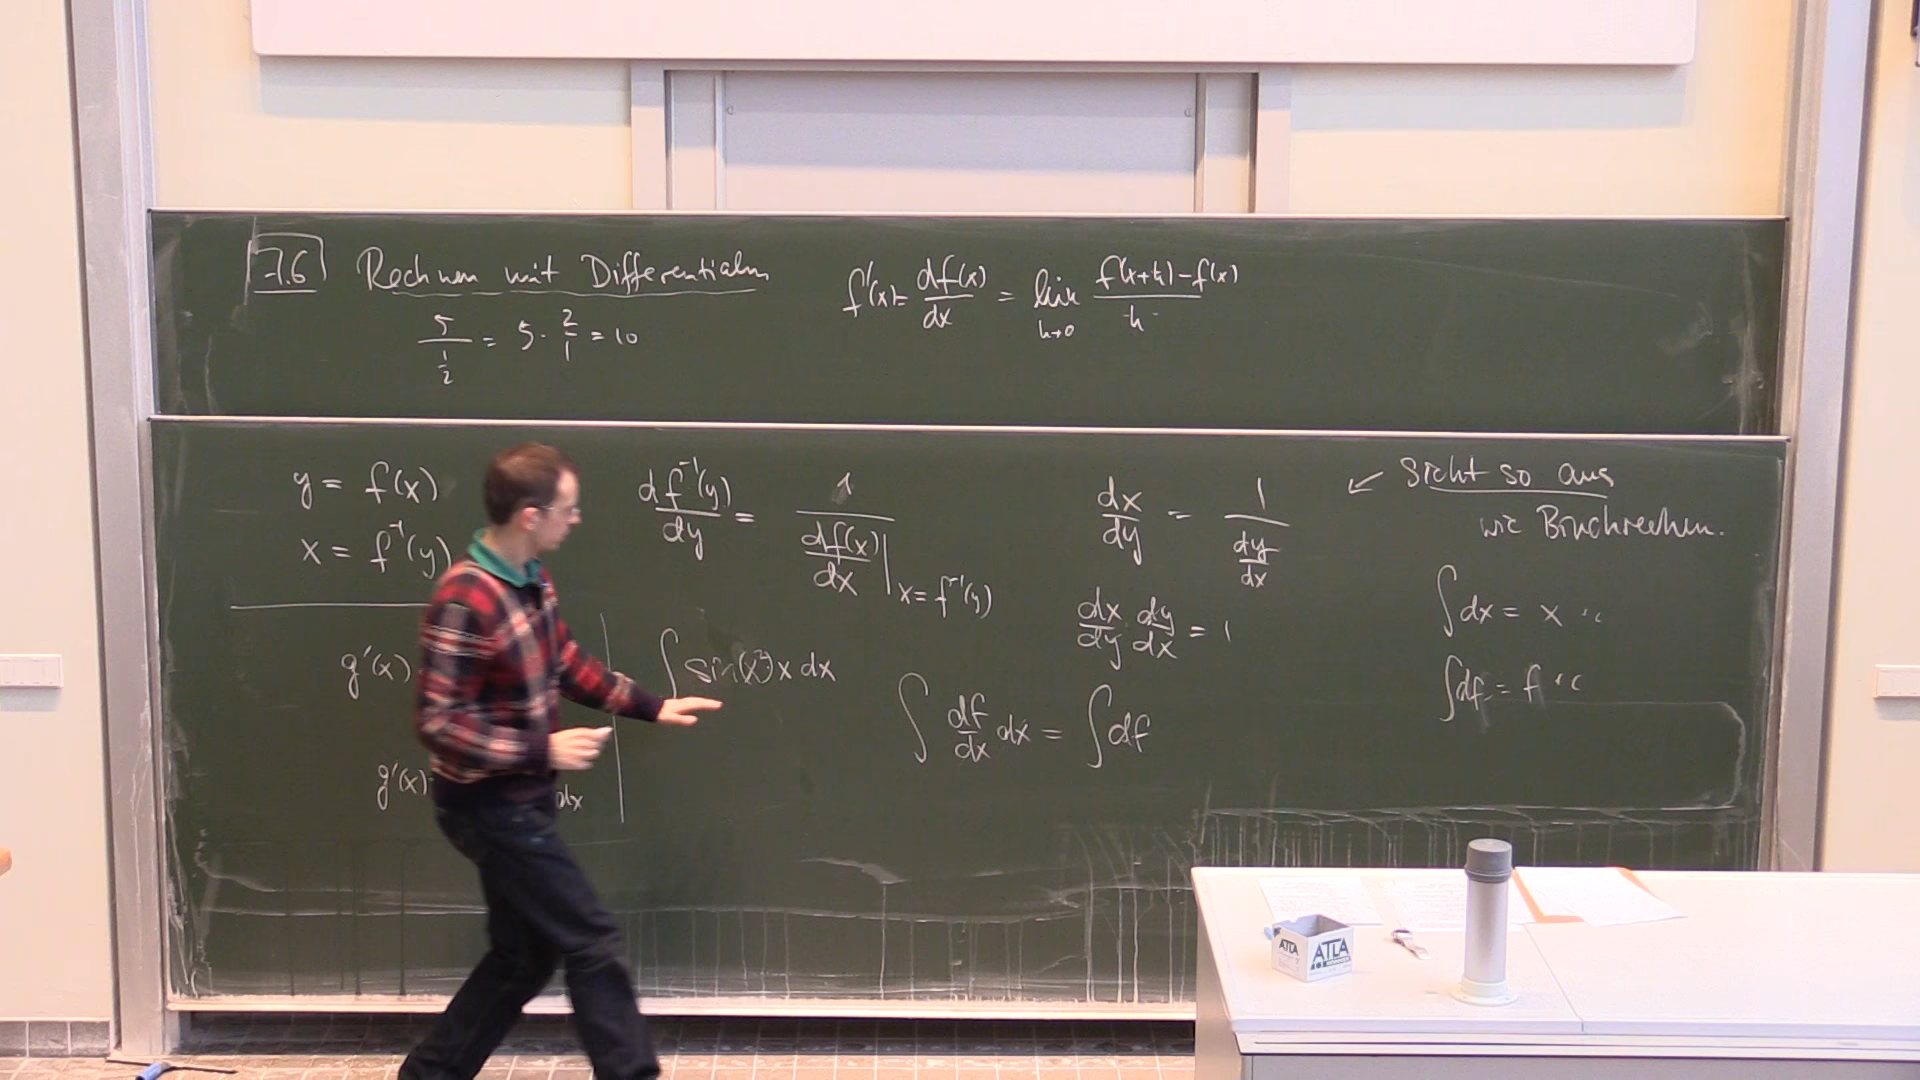 7.6 Rechnen mit Differentialen
5/(1/2) = 5 · 2/1 = 10
f'(x) = df(x)/dx = lim h→0 (f(x+h) − f(x))/h
y = f(x)
x = f⁻¹(y)
df⁻¹(y)/dy = 1/(df(x)/dx)|x = f⁻¹(y)
dx/dy = 1/(dy/dx)
dx/dy · dy/dx = 1
↙ Sieht so aus
wie Bruchrechen.
∫dx = x + c
∫df = f + c
g'(x)
g'(x)
dx
∫ sin(x²) x dx
∫ df/dx dx = ∫ df
ATLA
ATLA